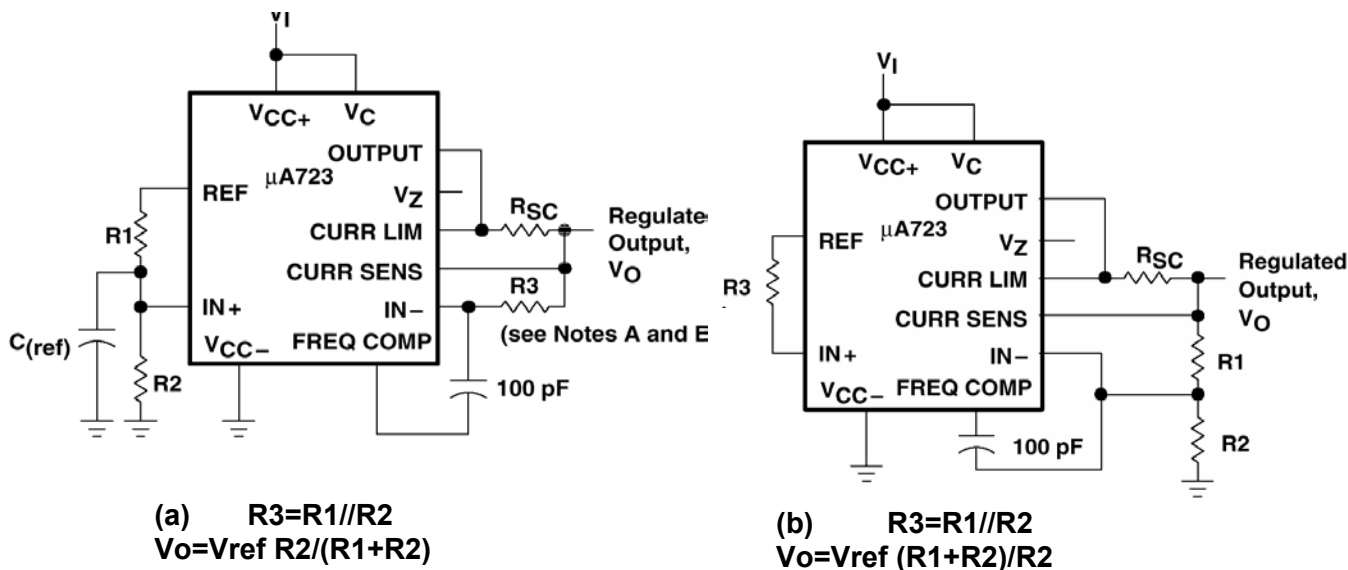 VI
VCC+ VC
OUTPUT
μA723
REF
VZ
RSC
Regulate
Output,
VO
R1
CURR LIM
CURR SENS
R3
IN+
IN−
(see Notes A and E
C(ref)
VCC−
FREQ COMP
R2
100 pF
(a) R3=R1//R2
Vo=Vref R2/(R1+R2)
VI
VCC+ VC
OUTPUT
μA723
REF
VZ
RSC
Regulated
Output,
VO
R3
CURR LIM
CURR SENS
IN+
IN−
R1
VCC−
FREQ COMP
100 pF
R2
(b) R3=R1//R2
Vo=Vref (R1+R2)/R2